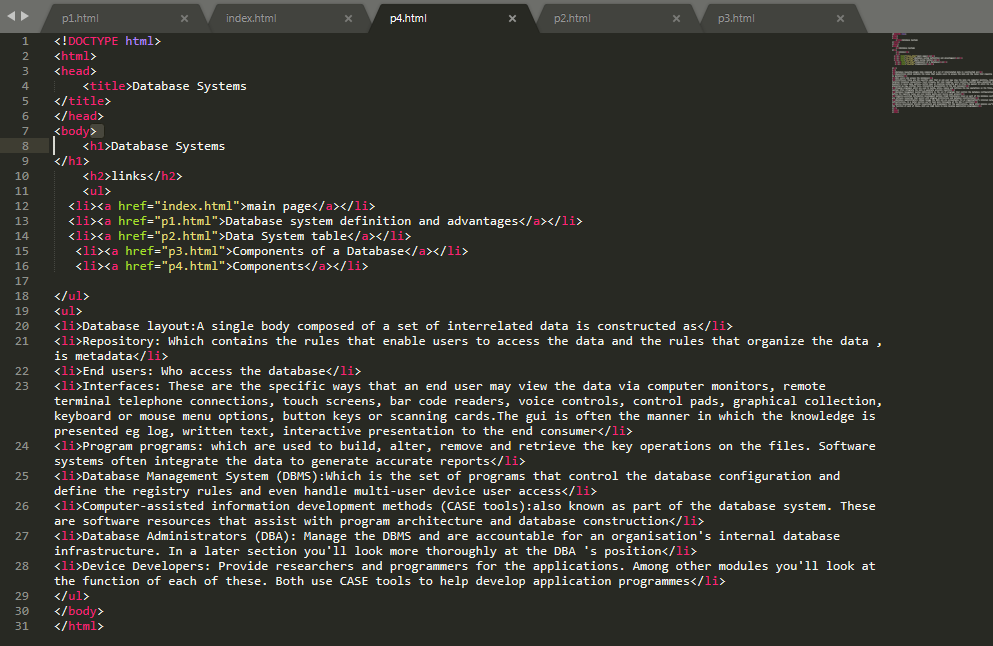 p1.html
index.html
p4.html
p2.html
p3.html
1 <!DOCTYPE html>
2 <html>
3 <head>
4 <title>Database Systems
5 </title>
6 </head>
7 <body>
8 <h1>Database Systems
9 </h1>
10 <h2>links</h2>
11 <ul>
12 <li><a href="index.html">main page</a></li>
13 <li><a href="p1.html">Database system definition and advantages</a></li>
14 <li><a href="p2.html">Data System table</a></li>
15 <li><a href="p3.html">Components of a Database</a></li>
16 <li><a href="p4.html">Components</a></li>
17
18 </ul>
19 <ul>
20 <li>Database layout:A single body composed of a set of interrelated data is constructed as</li>
21 <li>Repository: Which contains the rules that enable users to access the data and the rules that organize the data ,
is metadata</li>
22 <li>End users: Who access the database</li>
23 <li>Interfaces: These are the specific ways that an end user may view the data via computer monitors, remote
terminal telephone connections, touch screens, bar code readers, voice controls, control pads, graphical collection,
keyboard or mouse menu options, button keys or scanning cards.The gui is often the manner in which the knowledge is
presented eg log, written text, interactive presentation to the end consumer</li>
24 <li>Program programs: which are used to build, alter, remove and retrieve the key operations on the files. Software
systems often integrate the data to generate accurate reports</li>
25 <li>Database Management System (DBMS):Which is the set of programs that control the database configuration and
define the registry rules and even handle multi-user device user access</li>
26 <li>Computer-assisted information development methods (CASE tools):also known as part of the database system. These
are software resources that assist with program architecture and database construction</li>
27 <li>Database Administrators (DBA): Manage the DBMS and are accountable for an organisation's internal database
infrastructure. In a later section you'll look more thoroughly at the DBA 's position</li>
28 <li>Device Developers: Provide researchers and programmers for the applications. Among other modules you'll look at
the function of each of these. Both use CASE tools to help develop application programmes</li>
29 </ul>
30 </body>
31 </html>